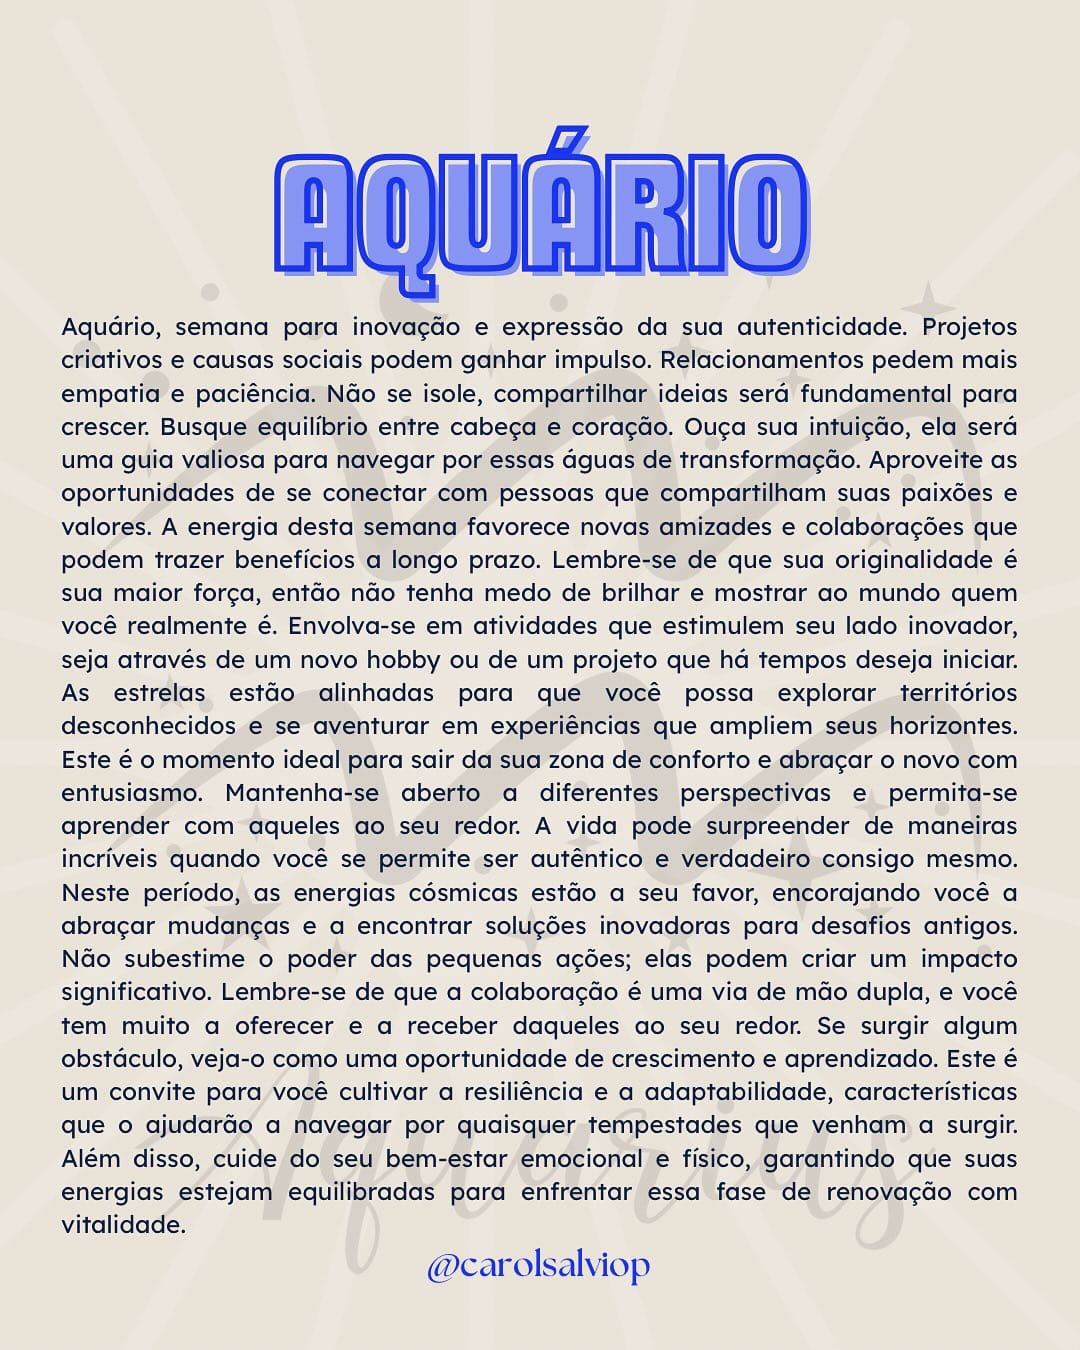 AQUÁRIO
Aquário, semana para inovação e expressão da sua autenticidade. Projetos
criativos e causas sociais podem ganhar impulso. Relacionamentos pedem mais
empatia e paciência. Não se isole, compartilhar ideias será fundamental para
crescer. Busque equilíbrio entre cabeça e coração. Ouça sua intuição, ela será
uma guia valiosa para navegar por essas águas de transformação. Aproveite as
oportunidades de se conectar com pessoas que compartilham suas paixões e
valores. A energia desta semana favorece novas amizades e colaborações que
podem trazer benefícios a longo prazo. Lembre-se de que sua originalidade é
sua maior força, então não tenha medo de brilhar e mostrar ao mundo quem
você realmente é. Envolva-se em atividades que estimulem seu lado inovador,
seja através de um novo hobby ou de um projeto que há tempos deseja iniciar.
As estrelas estão alinhadas para que você possa explorar territórios
desconhecidos e se aventurar em experiências que ampliem seus horizontes.
Este é o momento ideal para sair da sua zona de conforto e abraçar o novo com
entusiasmo. Mantenha-se aberto a diferentes perspectivas e permita-se
aprender com aqueles ao seu redor. A vida pode surpreender de maneiras
incríveis quando você se permite ser autêntico e verdadeiro consigo mesmo.
Neste período, as energias cósmicas estão a seu favor, encorajando você a
abraçar mudanças e a encontrar soluções inovadoras para desafios antigos.
Não subestime o poder das pequenas ações; elas podem criar um impacto
significativo. Lembre-se de que a colaboração é uma via de mão dupla, e você
tem muito a oferecer e a receber daqueles ao seu redor. Se surgir algum
obstáculo, veja-o como uma oportunidade de crescimento e aprendizado. Este é
um convite para você cultivar a resiliência e a adaptabilidade, características
que o ajudarão a navegar por quaisquer tempestades que venham a surgir.
Além disso, cuide do seu bem-estar emocional e físico, garantindo que suas
energias estejam equilibradas para enfrentar essa fase de renovação com
vitalidade.
Aquarius
@carolsalviop